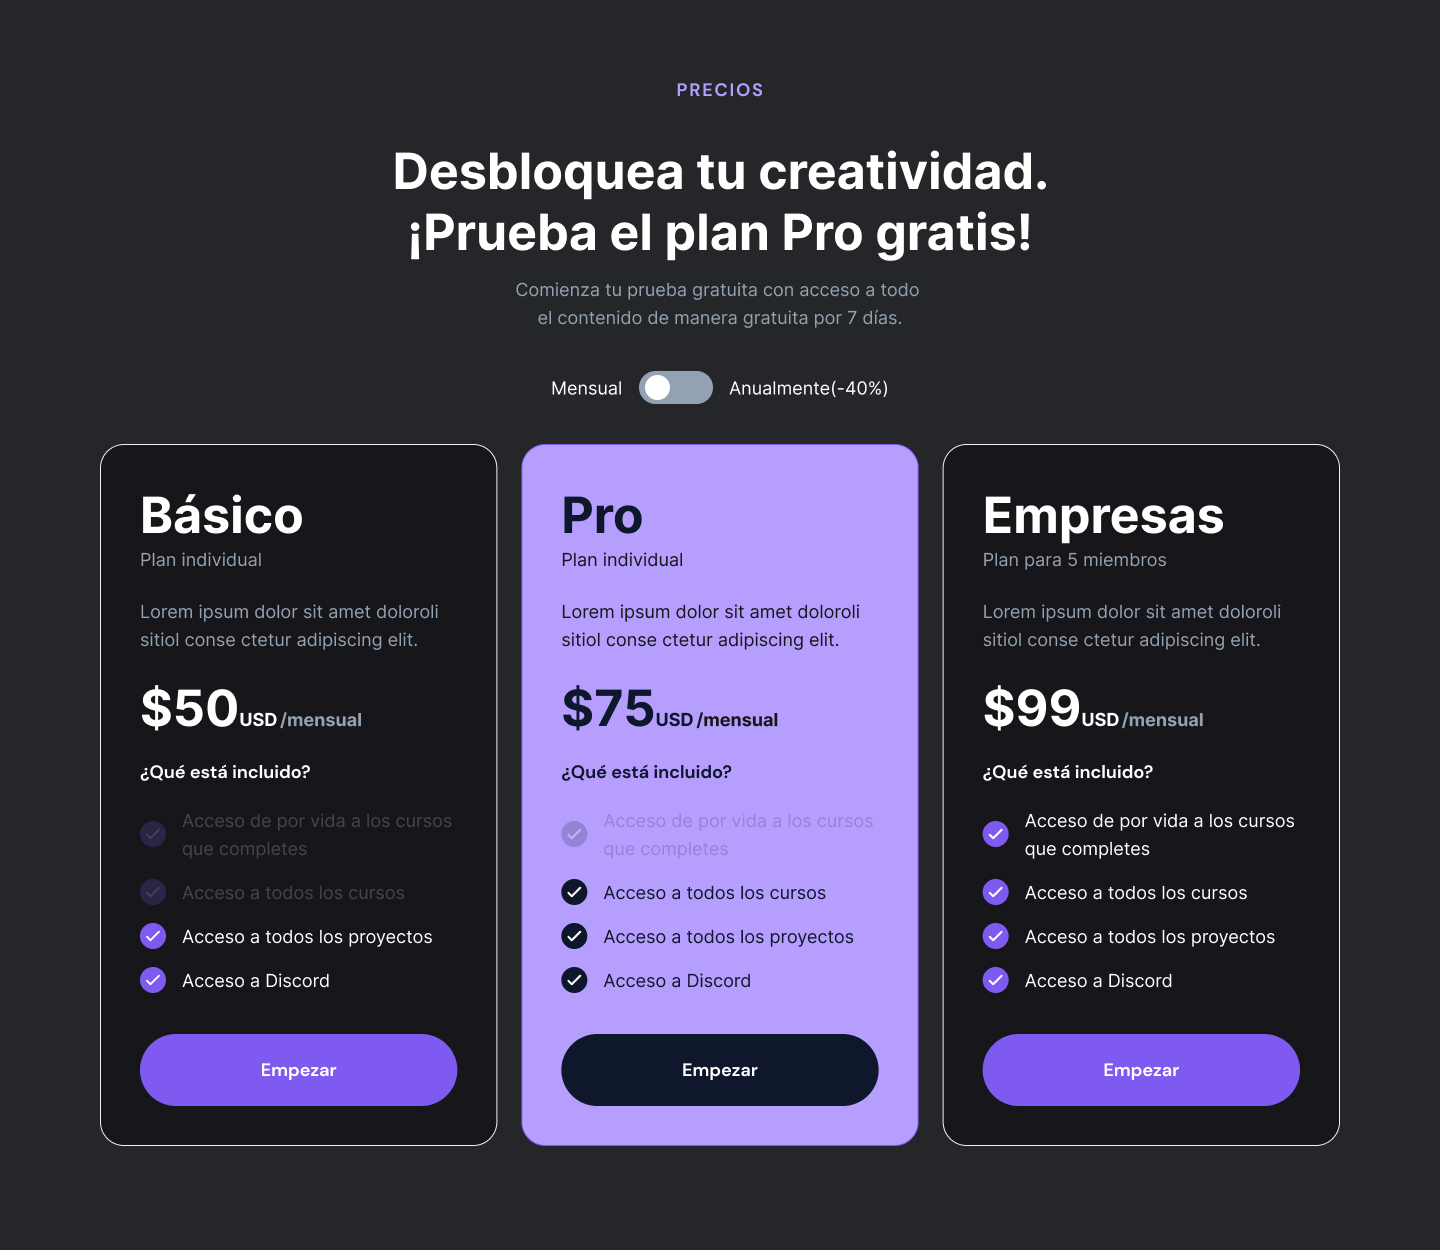 PRECIOS
Desbloquea tu creatividad.
¡Prueba el plan Pro gratis!
Comienza tu prueba gratuita con acceso a todo
el contenido de manera gratuita por 7 días.
Mensual
Anualmente(-40%)
Básico
Plan individual
Lorem ipsum dolor sit amet doloroli
sitiol conse ctetur adipiscing elit.
$50USD /mensual
¿Qué está incluido?
Acceso de por vida a los cursos
que completes
Acceso a todos los cursos
Acceso a todos los proyectos
Acceso a Discord
Empezar
Pro
Plan individual
Lorem ipsum dolor sit amet doloroli
sitiol conse ctetur adipiscing elit.
$75USD /mensual
¿Qué está incluido?
Acceso de por vida a los cursos
que completes
Acceso a todos los cursos
Acceso a todos los proyectos
Acceso a Discord
Empezar
Empresas
Plan para 5 miembros
Lorem ipsum dolor sit amet doloroli
sitiol conse ctetur adipiscing elit.
$99USD /mensual
¿Qué está incluido?
Acceso de por vida a los cursos
que completes
Acceso a todos los cursos
Acceso a todos los proyectos
Acceso a Discord
Empezar